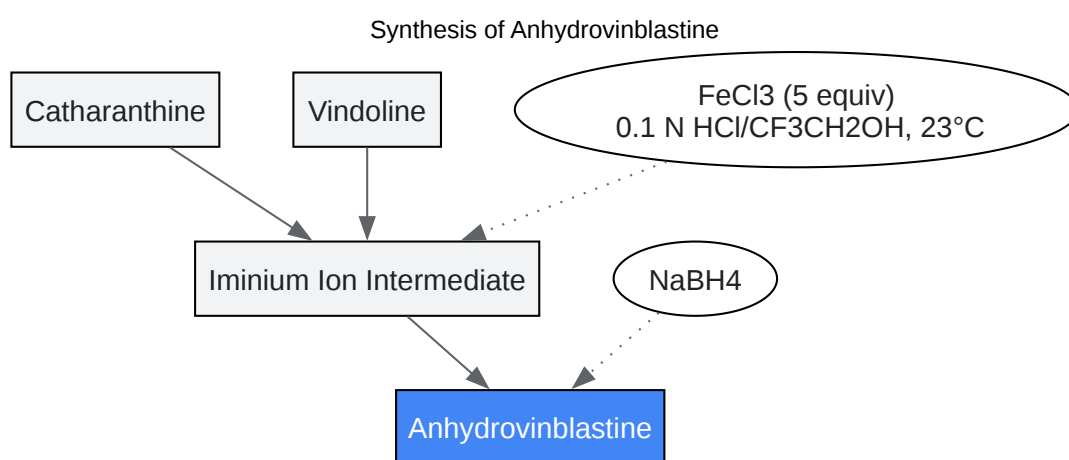 Synthesis of Anhydrovinblastine
Catharanthine
Vindoline
FeCl3 (5 equiv)
0.1 N HCl/CF3CH2OH, 23°C
Iminium Ion Intermediate
NaBH4
Anhydrovinblastine